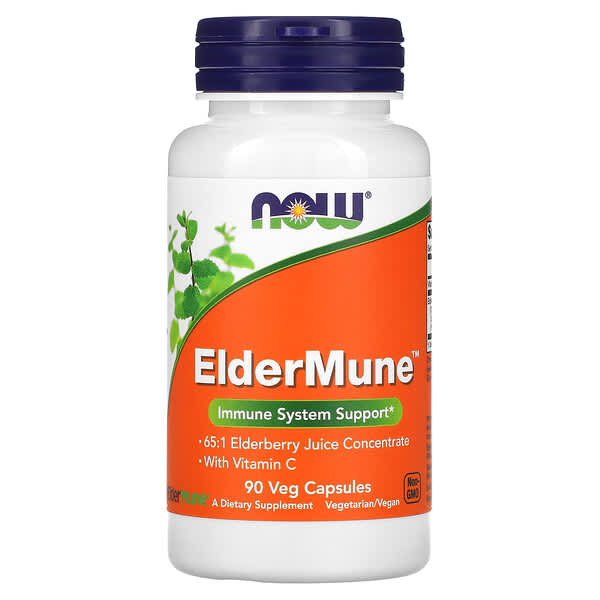 NOW®
ElderMune™
Immune System Support*
• 65:1 Elderberry Juice Concentrate
• With Vitamin C
90 Veg Capsules
Non-
GMO
ElderMune
A Dietary Supplement Vegetarian/Vegan